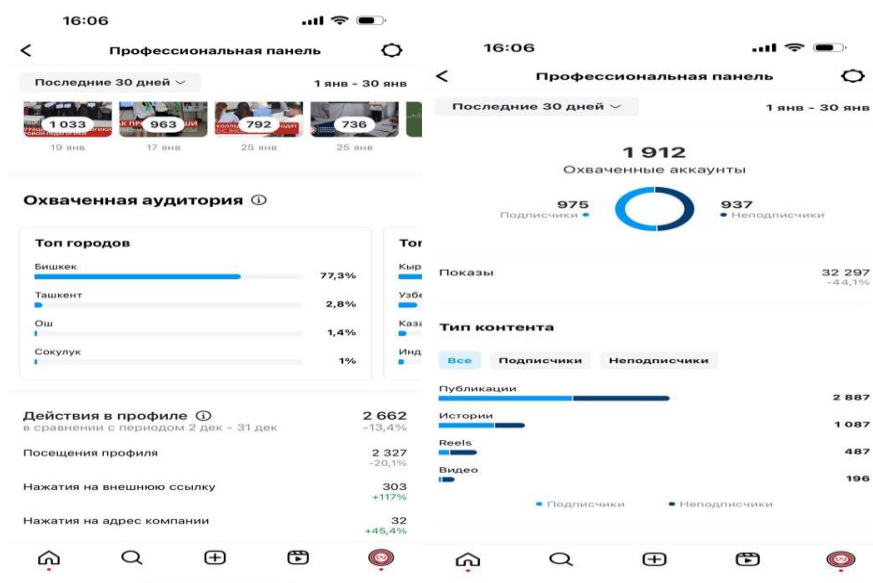 16:06
Профессиональная панель
Последние 30 дней
1 янв - 30 янв
1 033
963
792
736
19 янв
17 янв
25 янв
25 янв
Охваченная аудитория
Топ городов
Бишкек
77,3%
Ташкент
2,8%
Ош
1,4%
Сокулук
1%
Топ
Кыр
Узбе
Каза
Инд
Действия в профиле
2 662
в сравнении с периодом 2 дек - 31 дек
-13,4%
Посещения профиля
2 327
-20,1%
Нажатия на внешнюю ссылку
303
+117%
Нажатия на адрес компании
32
+45,4%
16:06
Профессиональная панель
Последние 30 дней
1 янв - 30 янв
1 912
Охваченные аккаунты
975
Подписчики
937
Неподписчики
Показы
32 297
-44,1%
Тип контента
Все
Подписчики
Неподписчики
Публикации
2 887
Истории
1 087
Reels
487
Видео
196
Подписчики
Неподписчики